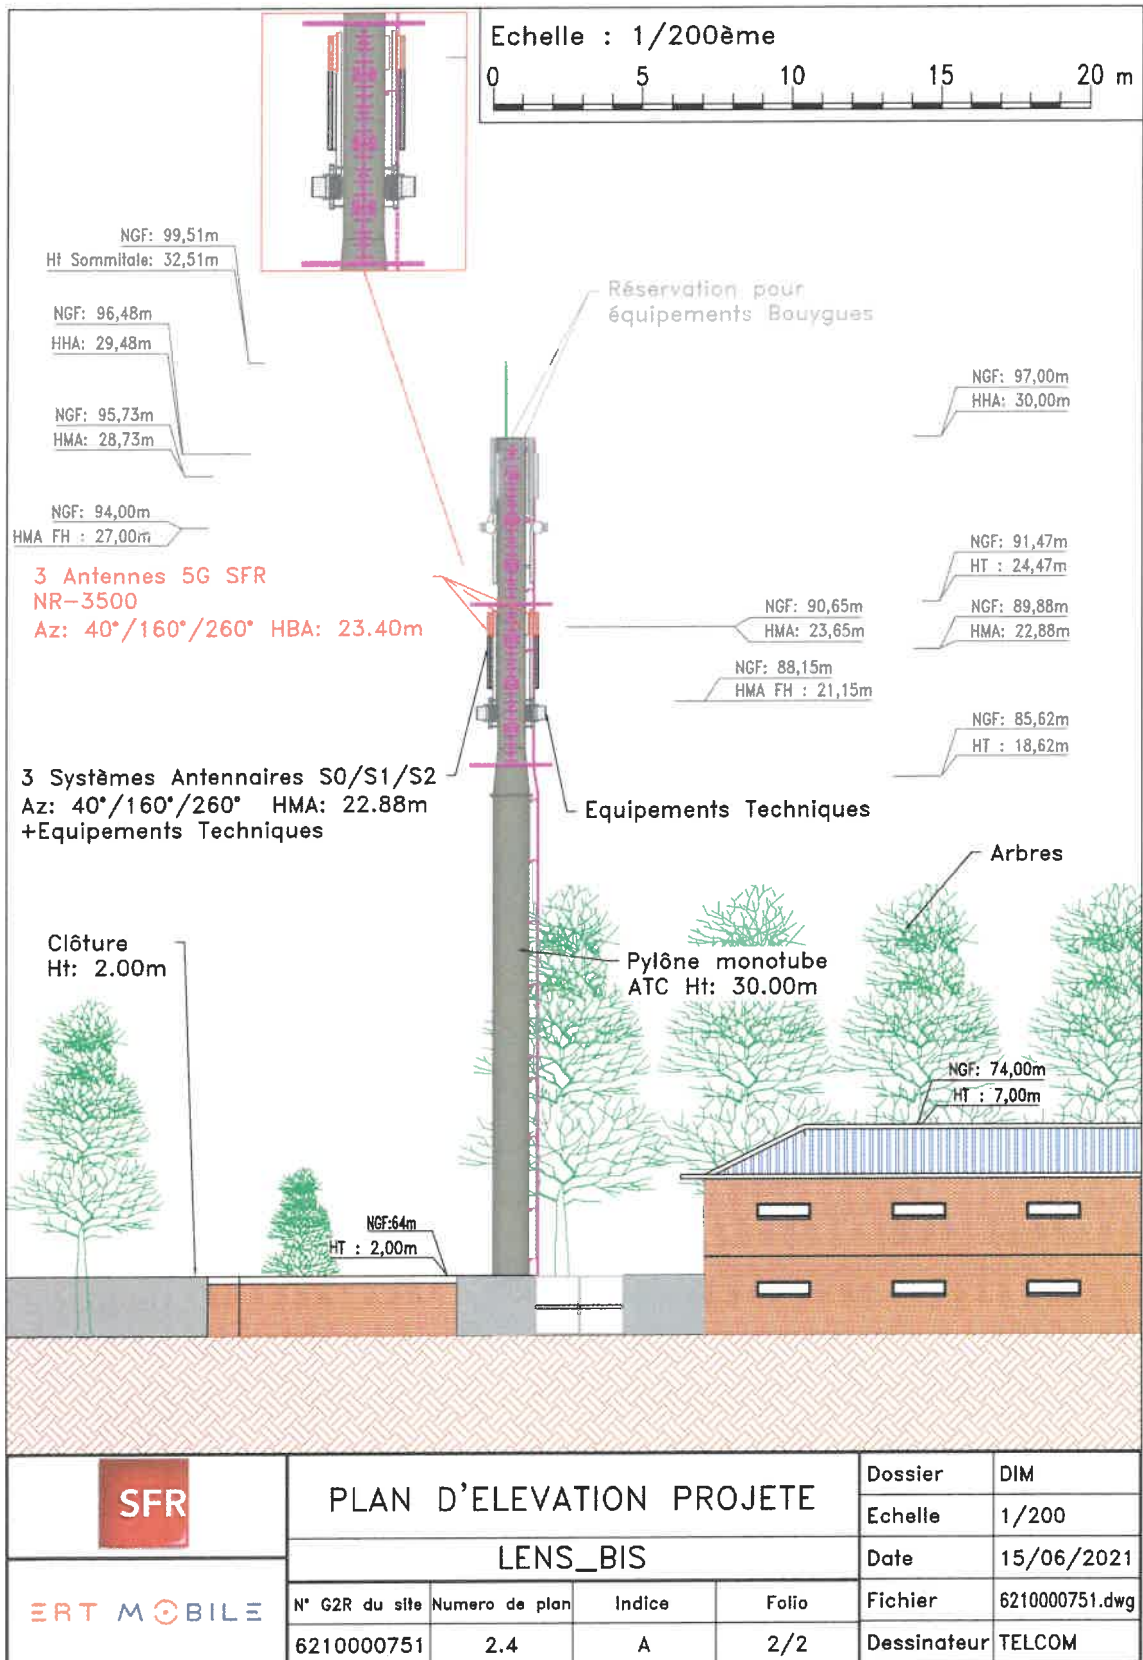 Echelle : 1/200ème
0 5 10 15 20 m
NGF: 99,51m
Ht Sommitale: 32,51m
NGF: 96,48m
HHA: 29,48m
NGF: 95,73m
HMA: 28,73m
NGF: 94,00m
HMA FH : 27,00m
Réservation pour
équipements Bouygues
NGF: 97,00m
HHA: 30,00m
3 Antennes 5G SFR
NR-3500
Az: 40°/160°/260° HBA: 23.40m
NGF: 91,47m
HT : 24,47m
NGF: 90,65m
HMA: 23,65m
NGF: 89,88m
HMA: 22,88m
NGF: 88,15m
HMA FH : 21,15m
NGF: 85,62m
HT : 18,62m
3 Systèmes Antennaires S0/S1/S2
Az: 40°/160°/260° HMA: 22.88m
+Equipements Techniques
Equipements Techniques
Arbres
Clôture
Ht: 2.00m
Pylône monotube
ATC Ht: 30.00m
NGF: 74,00m
HT : 7,00m
NGF:64m
HT : 2,00m
SFR
ERT MOBILE
PLAN D'ELEVATION PROJETE
LENS_BIS
N° G2R du site Numero de plan Indice Folio
6210000751 2.4 A 2/2
Dossier DIM
Echelle 1/200
Date 15/06/2021
Fichier 6210000751.dwg
Dessinateur TELCOM